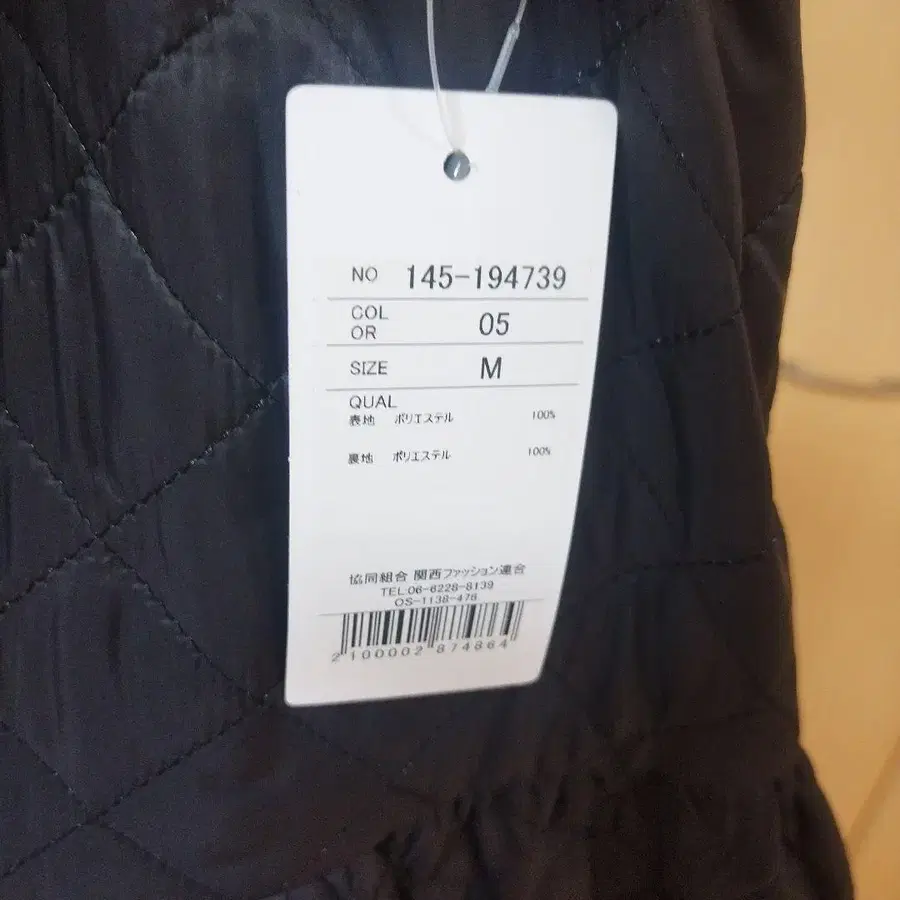 NO 145-194739
COL
OR 05
SIZE M
QUAL
表地 ポリエステル 100%
裏地 ポリエステル 100%
協同組合 関西ファッション連合
TEL.06-6228-8139
OS-1138-476
2100002874864